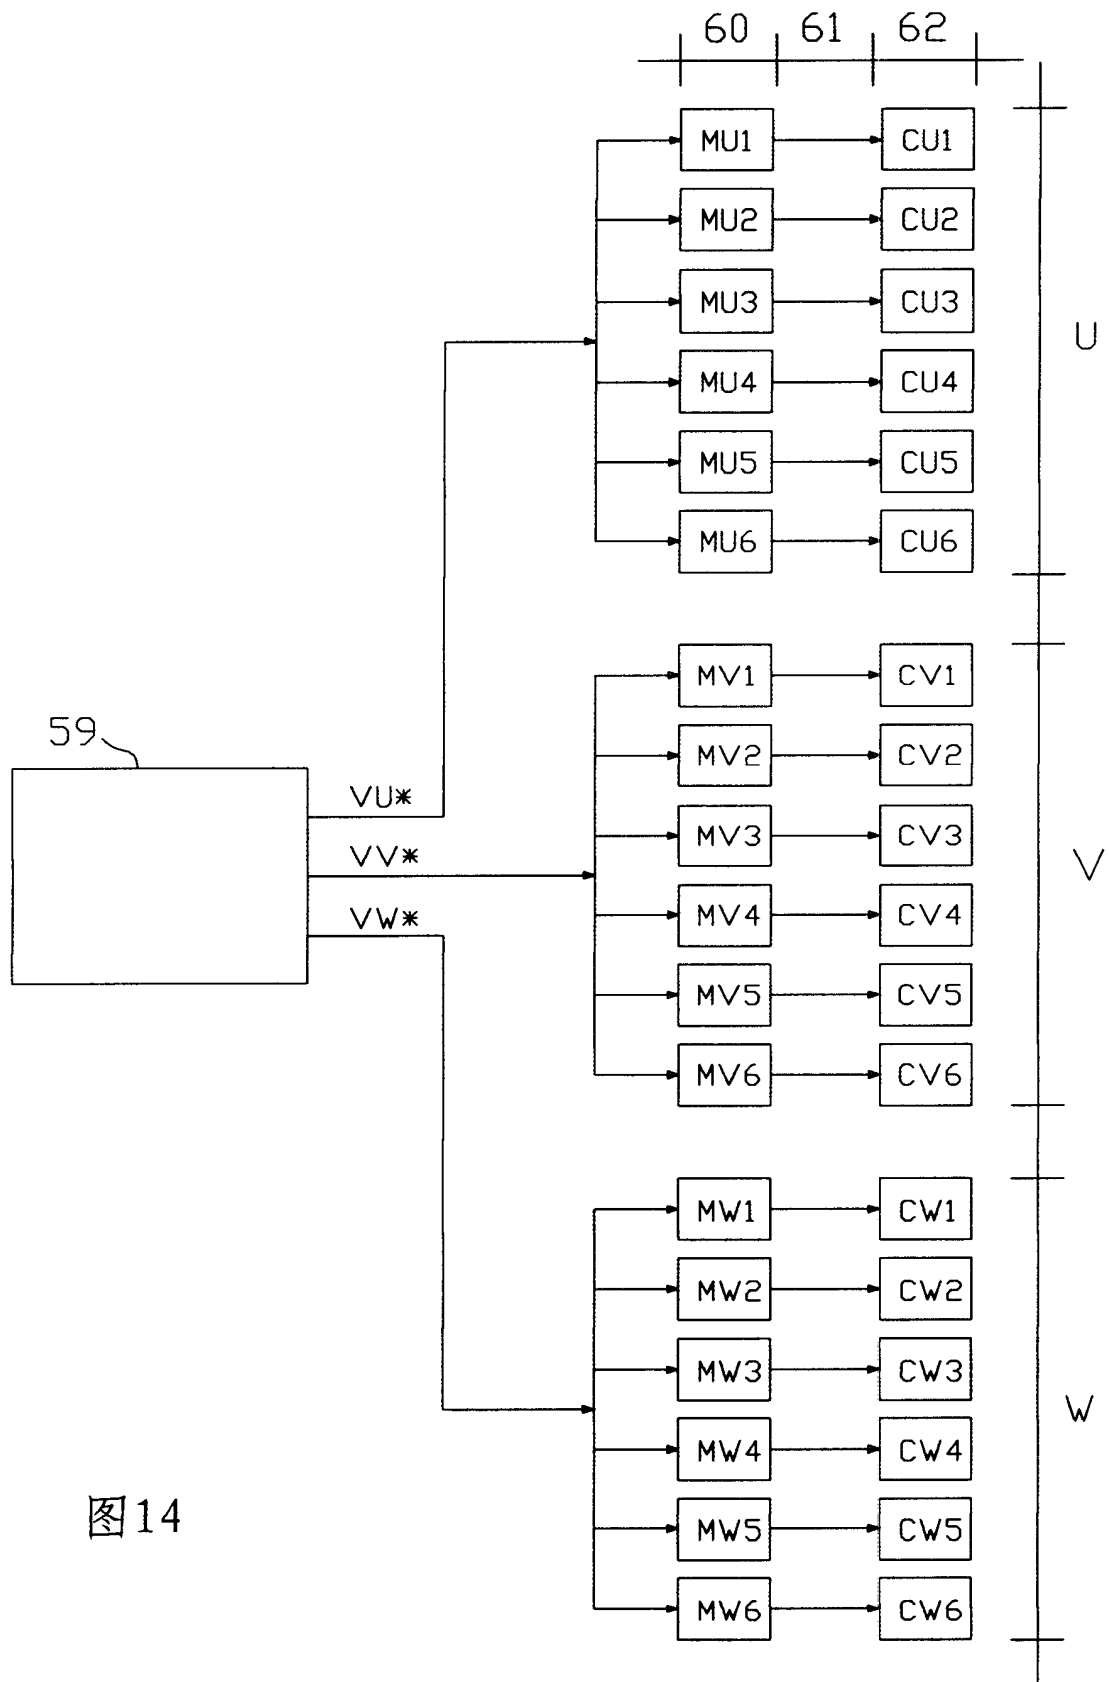 60 61 62
MU1 CU1
MU2 CU2
MU3 CU3
U
MU4 CU4
MU5 CU5
MU6 CU6
MV1 CV1
59
MV2 CV2
VU*
MV3 CV3
VV*
V
MV4 CV4
VW*
MV5 CV5
MV6 CV6
MW1 CW1
MW2 CW2
MW3 CW3
W
MW4 CW4
MW5 CW5
MW6 CW6
图14